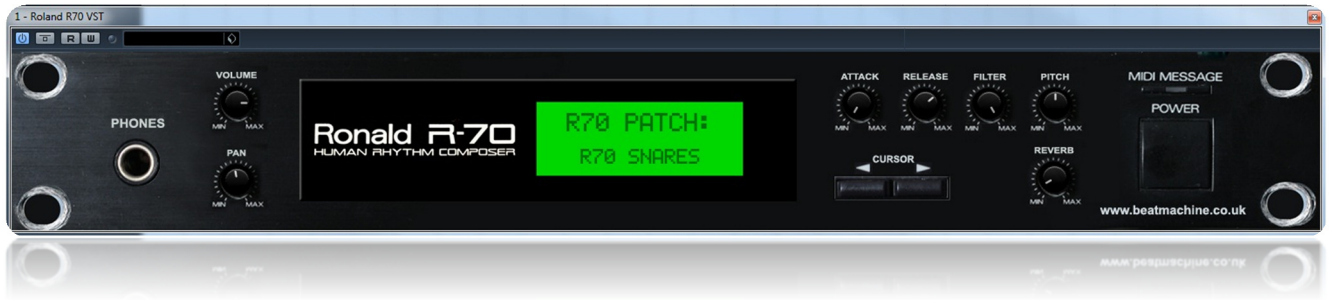 1 - Roland R70 VST
R W
VOLUME
MIN MAX
PHONES
PAN
MIN MAX
Ronald R-70
HUMAN RHYTHM COMPOSER
R70 PATCH:
R70 SNARES
ATTACK RELEASE FILTER PITCH
MIN MAX MIN MAX MIN MAX MIN MAX
CURSOR
REVERB
MIN MAX
MIDI MESSAGE
POWER
www.beatmachine.co.uk